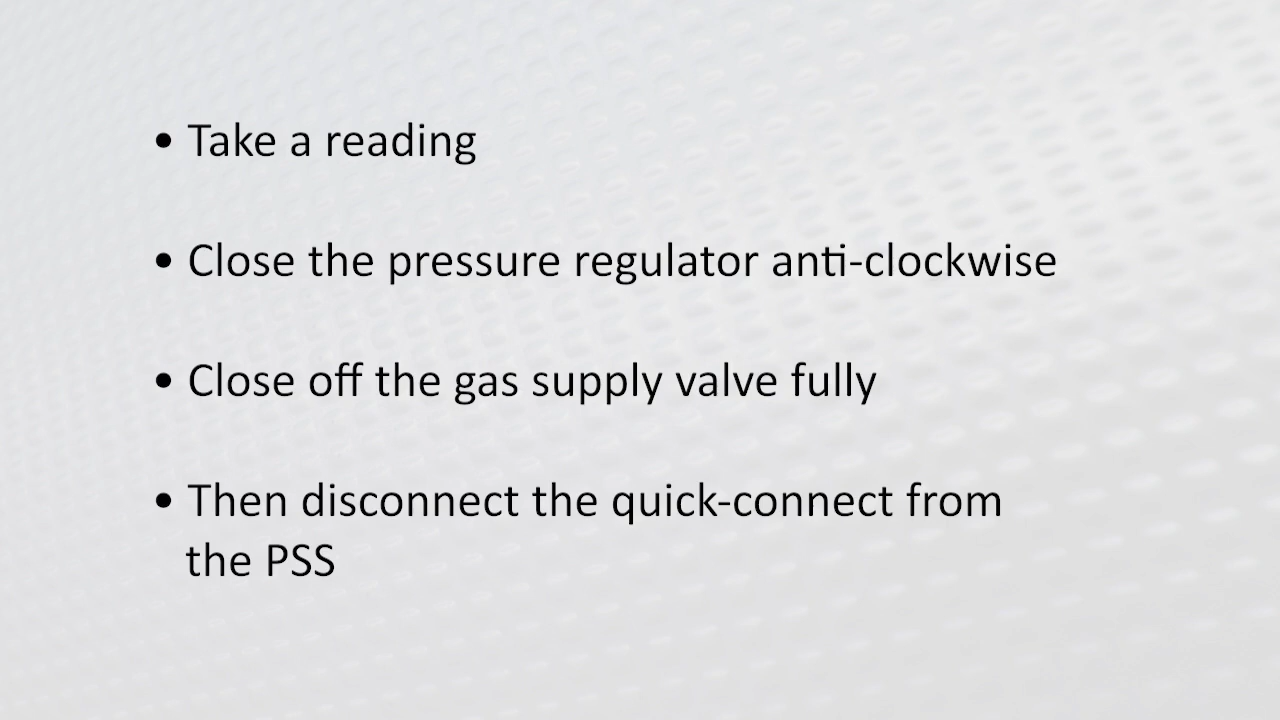 • Take a reading
• Close the pressure regulator anti-clockwise
• Close off the gas supply valve fully
• Then disconnect the quick-connect from
the PSS